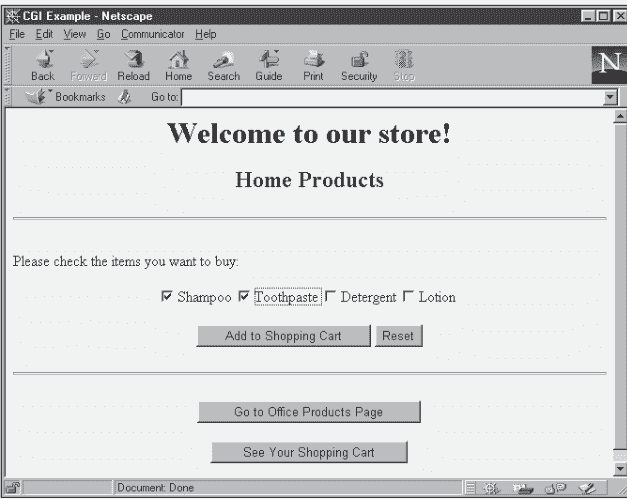 CGI Example - Netscape
File Edit View Go Communicator Help
Back Forward Reload Home Search Guide Print Security Stop
N
Bookmarks Go to:
Welcome to our store!
Home Products
Please check the items you want to buy:
Shampoo Toothpaste Detergent Lotion
Add to Shopping Cart Reset
Go to Office Products Page
See Your Shopping Cart
Document: Done